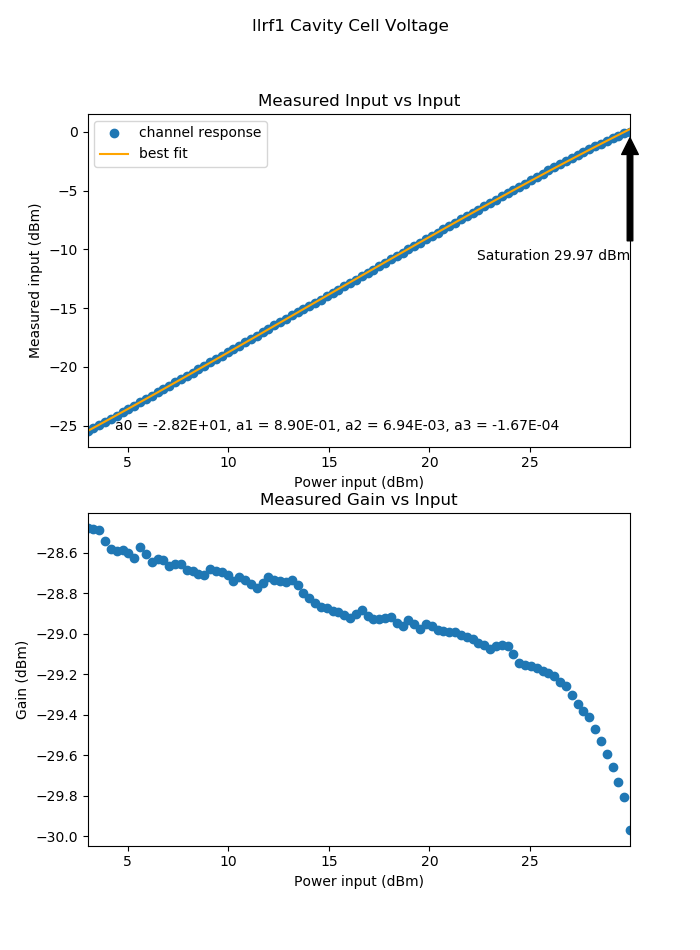 llrf1 Cavity Cell Voltage
Measured Input vs Input
channel response
best fit
0
−5
−10
−15
−20
−25
Measured input (dBm)
Saturation 29.97 dBm
a0 = -2.82E+01, a1 = 8.90E-01, a2 = 6.94E-03, a3 = -1.67E-04
5 10 15 20 25
Power input (dBm)
Measured Gain vs Input
−28.6
−28.8
−29.0
−29.2
−29.4
−29.6
−29.8
−30.0
Gain (dBm)
5 10 15 20 25
Power input (dBm)